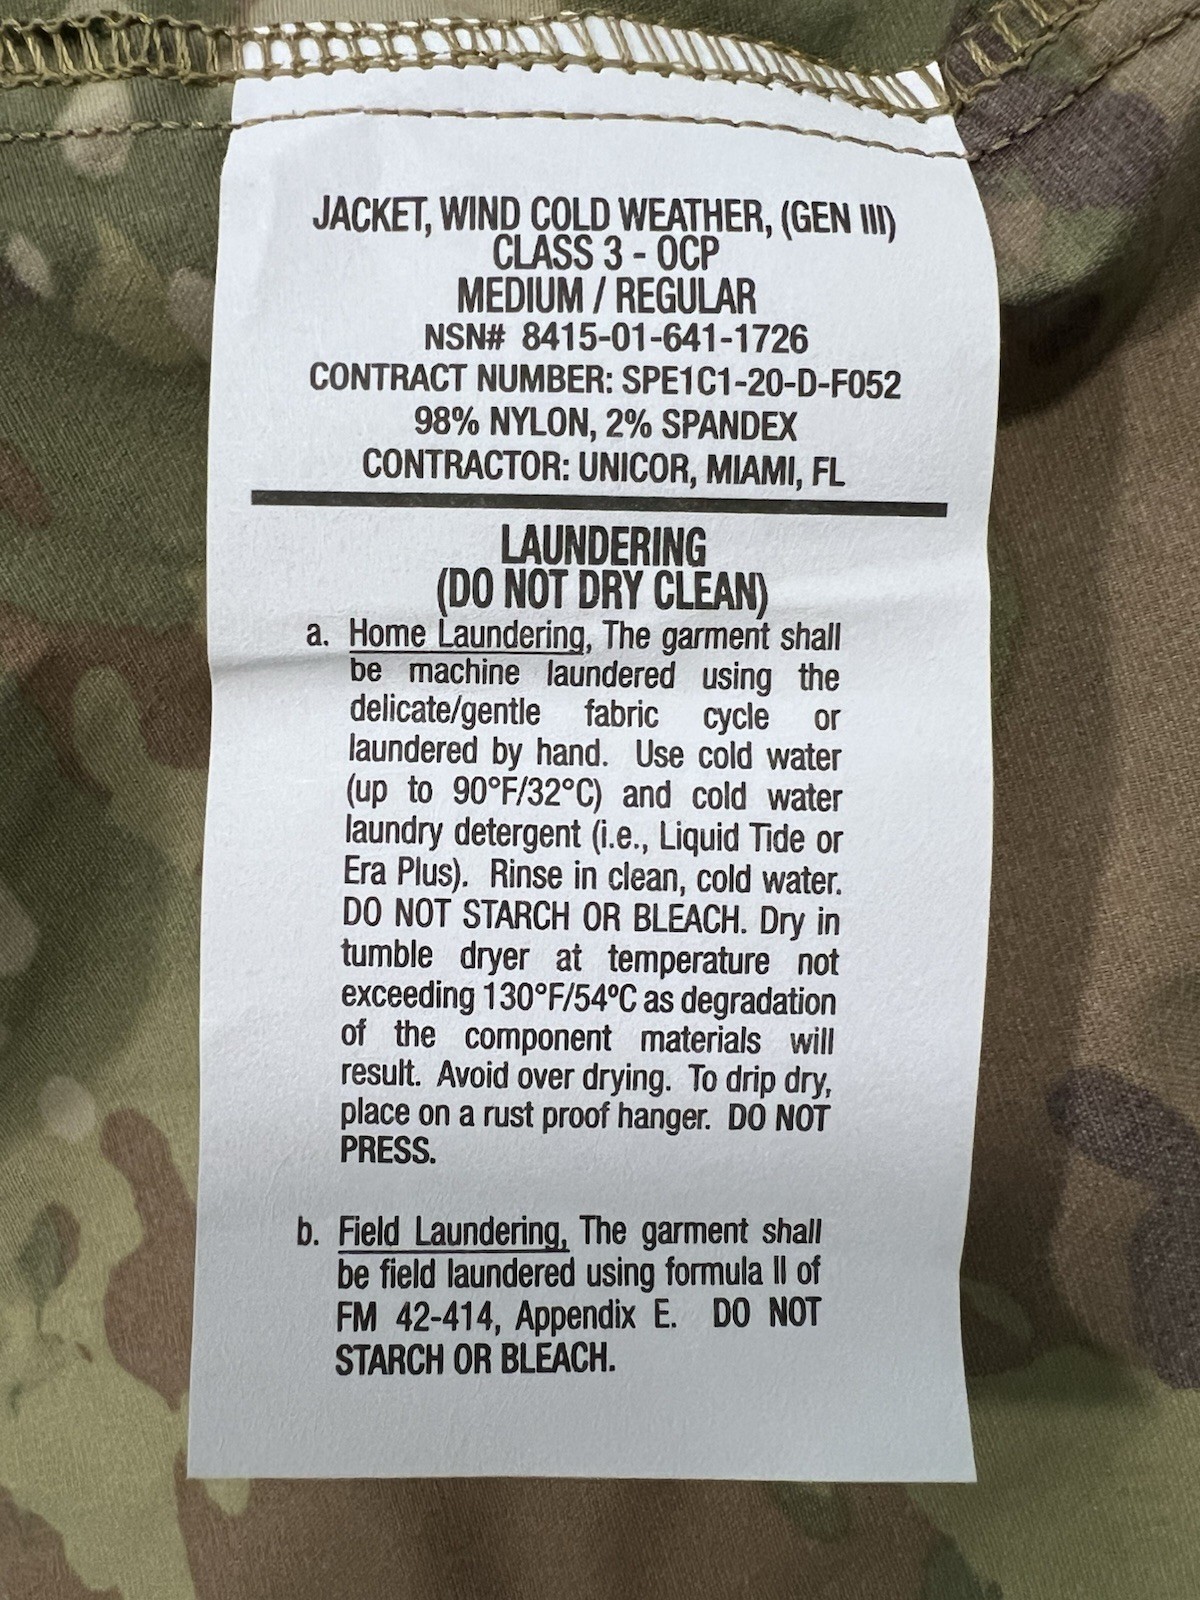 JACKET, WIND COLD WEATHER, (GEN III)
CLASS 3 - OCP
MEDIUM / REGULAR
NSN# 8415-01-641-1726
CONTRACT NUMBER: SPE1C1-20-D-F052
98% NYLON, 2% SPANDEX
CONTRACTOR: UNICOR, MIAMI, FL
LAUNDERING
(DO NOT DRY CLEAN)
a. Home Laundering, The garment shall
be machine laundered using the
delicate/gentle fabric cycle or
laundered by hand. Use cold water
(up to 90°F/32°C) and cold water
laundry detergent (i.e., Liquid Tide or
Era Plus). Rinse in clean, cold water.
DO NOT STARCH OR BLEACH. Dry in
tumble dryer at temperature not
exceeding 130°F/54ºC as degradation
of the component materials will
result. Avoid over drying. To drip dry,
place on a rust proof hanger. DO NOT
PRESS.
b. Field Laundering, The garment shall
be field laundered using formula II of
FM 42-414, Appendix E. DO NOT
STARCH OR BLEACH.